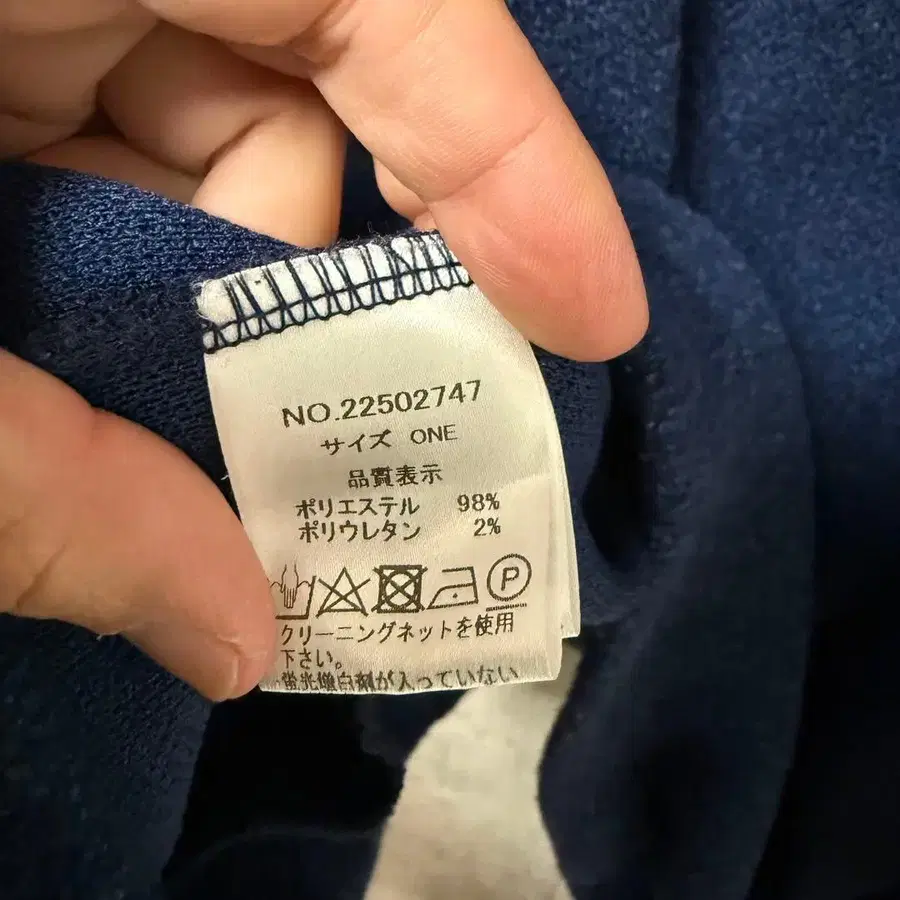 NO.22502747
サイズ ONE
品質表示
ポリエステル 98%
ポリウレタン 2%
P
クリーニングネットを使用
下さい。
蛍光増白剤が入っていない